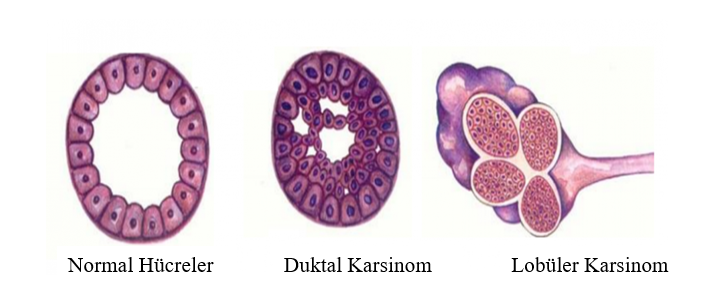 Normal Hücreler
Duktal Karsinom
Lobüler Karsinom